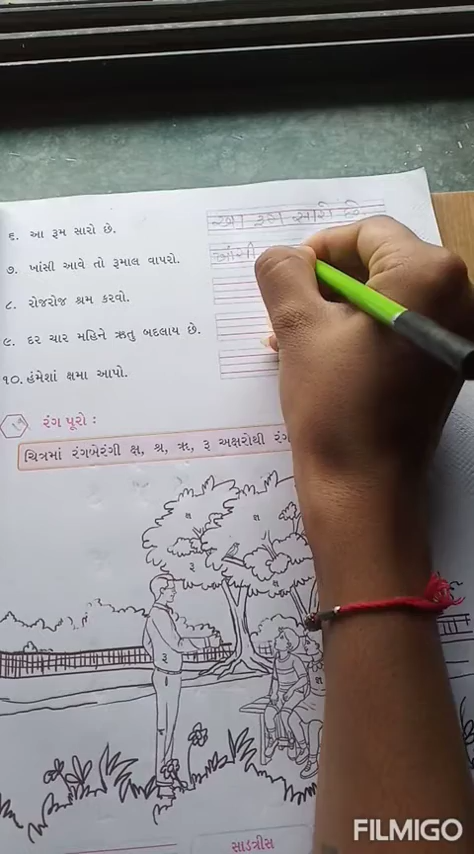 ૬. આ રૂમ સારો છે.
આ રૂમ સારો છે.
૭. ખાંસી આવે તો રૂમાલ વાપરો.
ખાંસી
૮. રોજરોજ શ્રમ કરવો.
૯. દર ચાર મહિને ઋતુ બદલાય છે.
૧૦. હંમેશાં ક્ષમા આપો.
રંગ પૂરો :
ચિત્રમાં રંગબેરંગી ક્ષ, શ્ર, ઋ, રૂ અક્ષરોથી રંગ
ક્ષ
ક્ષ
રૂ
ક્ષ
રૂ
સાડત્રીસ
FILMIGO